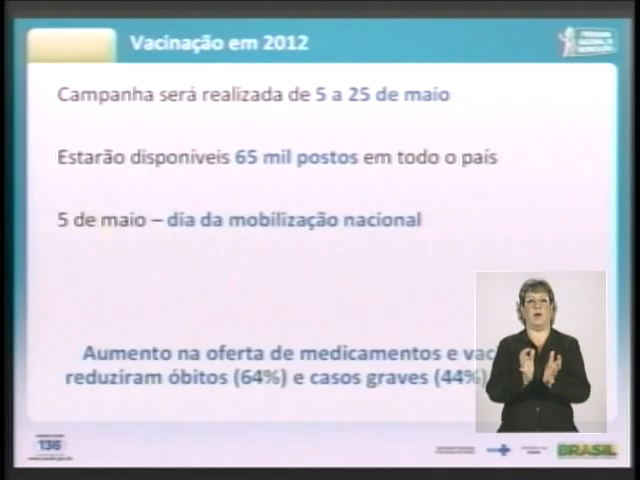 Vacinação em 2012
Campanha será realizada de 5 a 25 de maio
Estarão disponíveis 65 mil postos em todo o país
5 de maio – dia da mobilização nacional
Aumento na oferta de medicamentos e vac
reduziram óbitos (64%) e casos graves (44%)
136
BRASIL